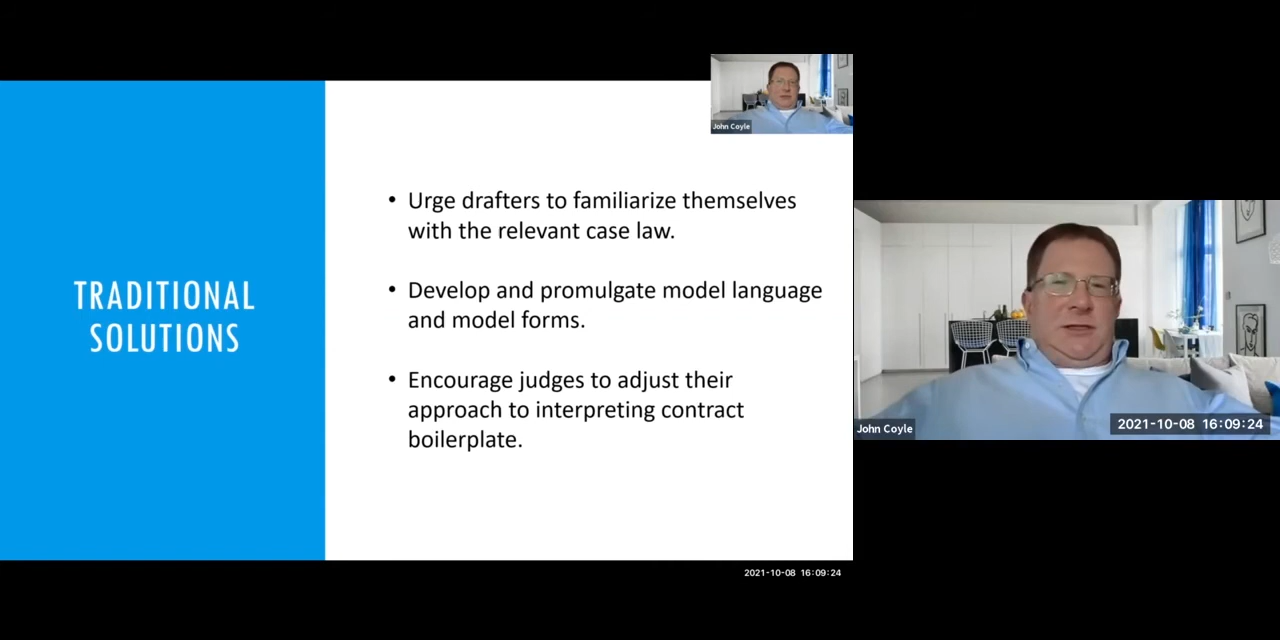 John Coyle
TRADITIONAL
SOLUTIONS
• Urge drafters to familiarize themselves
with the relevant case law.
• Develop and promulgate model language
and model forms.
• Encourage judges to adjust their
approach to interpreting contract
boilerplate.
John Coyle
2021-10-08 16:09:24
2021-10-08 16:09:24